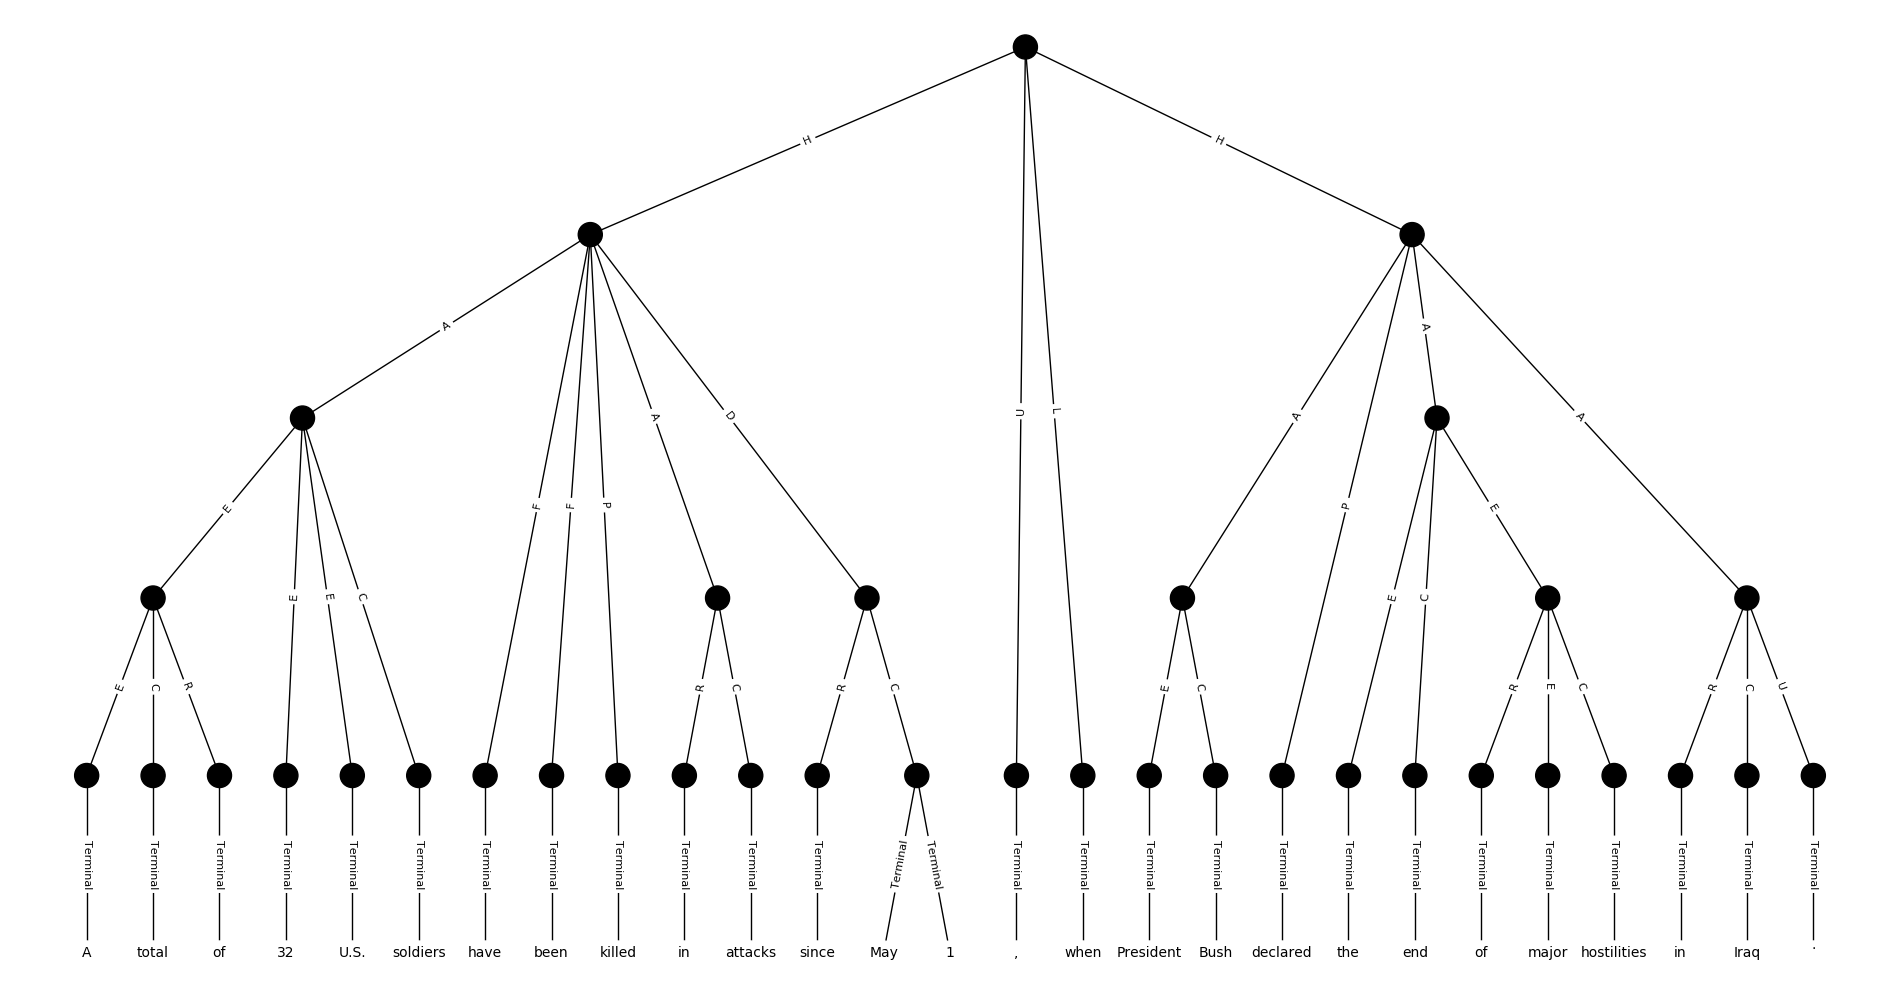 H H
A A
U L A P A
A D
E E
F F P
E E C E C
E C R R C R C E C R E C R C U
Terminal Terminal Terminal Terminal Terminal Terminal Terminal Terminal Terminal Terminal Terminal Terminal Terminal Terminal Terminal Terminal Terminal Terminal Terminal Terminal Terminal Terminal Terminal Terminal Terminal Terminal Terminal
A total of 32 U.S. soldiers have been killed in attacks since May 1 , when President Bush declared the end of major hostilities in Iraq .